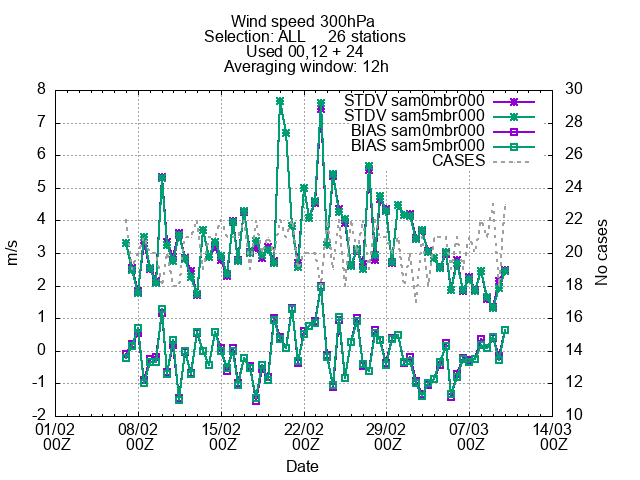 Wind speed 300hPa
Selection: ALL 26 stations
Used 00,12 + 24
Averaging window: 12h
STDV sam0mbr000
STDV sam5mbr000
BIAS sam0mbr000
BIAS sam5mbr000
CASES
8
7
6
5
4
3
2
1
0
-1
-2
m/s
30
28
26
24
22
20
18
16
14
12
10
No cases
01/02 08/02 15/02 22/02 29/02 07/03 14/03
00Z 00Z 00Z 00Z 00Z 00Z 00Z
Date